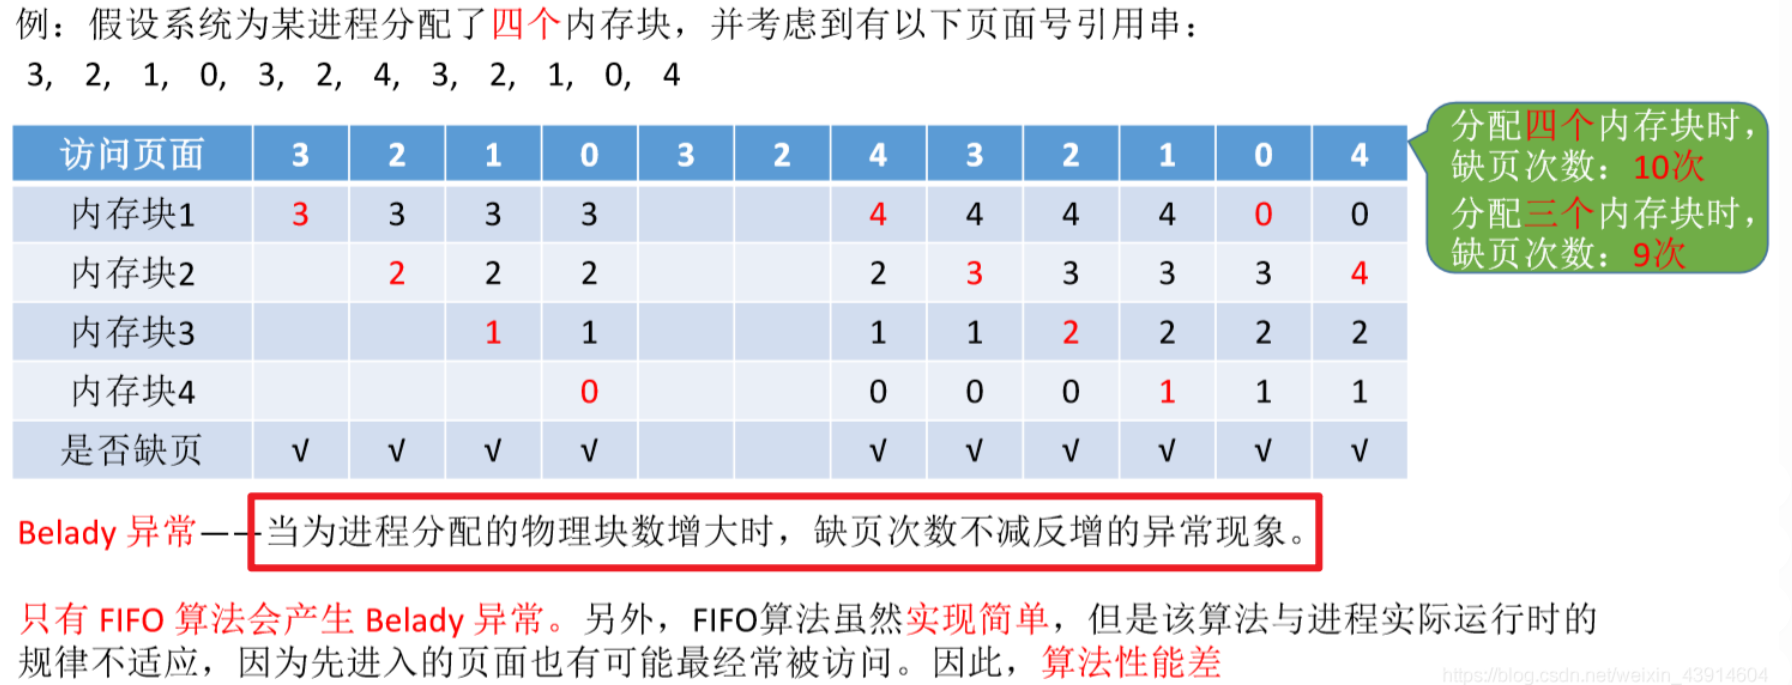 例：假设系统为某进程分配了四个内存块，并考虑到有以下页面号引用串：
3, 2, 1, 0, 3, 2, 4, 3, 2, 1, 0, 4
访问页面 3 2 1 0 3 2 4 3 2 1 0 4
内存块1 3 3 3 3 4 4 4 4 0 0
内存块2 2 2 2 2 3 3 3 3 4
内存块3 1 1 1 1 2 2 2 2
内存块4 0 0 0 0 1 1 1
是否缺页 √ √ √ √ √ √ √ √ √ √
分配四个内存块时，
缺页次数：10次
分配三个内存块时，
缺页次数：9次
Belady 异常——当为进程分配的物理块数增大时，缺页次数不减反增的异常现象。
只有 FIFO 算法会产生 Belady 异常。另外，FIFO算法虽然实现简单，但是该算法与进程实际运行时的
规律不适应，因为先进入的页面也有可能最经常被访问。因此，算法性能差
https://blog.csdn.net/weixin_43914604